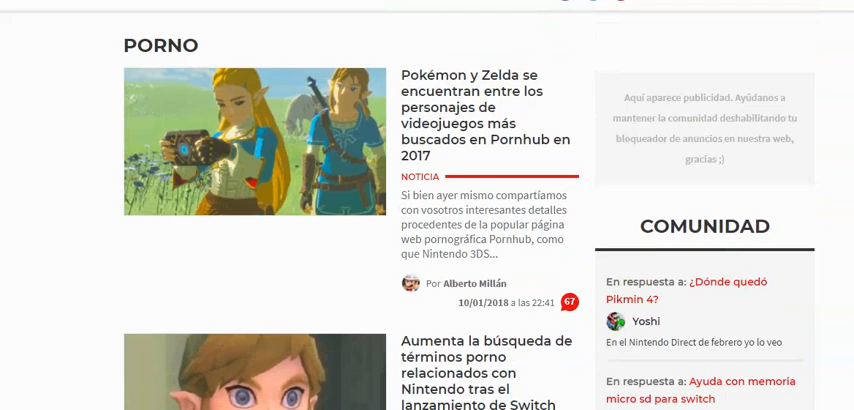 PORNO
Pokémon y Zelda se
encuentran entre los
personajes de
videojuegos más
buscados en Pornhub en
2017
NOTICIA
Si bien ayer mismo compartíamos
con vosotros interesantes detalles
procedentes de la popular página
web pornográfica Pornhub, como
que Nintendo 3DS...
Por Alberto Millán
10/01/2018 a las 22:41 67
Aumenta la búsqueda de
términos porno
relacionados con
Nintendo tras el
lanzamiento de Switch
Aquí aparece publicidad. Ayúdanos a
mantener la comunidad deshabilitando tu
bloqueador de anuncios en nuestra web,
gracias ;)
COMUNIDAD
En respuesta a: ¿Dónde quedó
Pikmin 4?
Yoshi
En el Nintendo Direct de febrero yo lo veo
En respuesta a: Ayuda con memoria
micro sd para switch